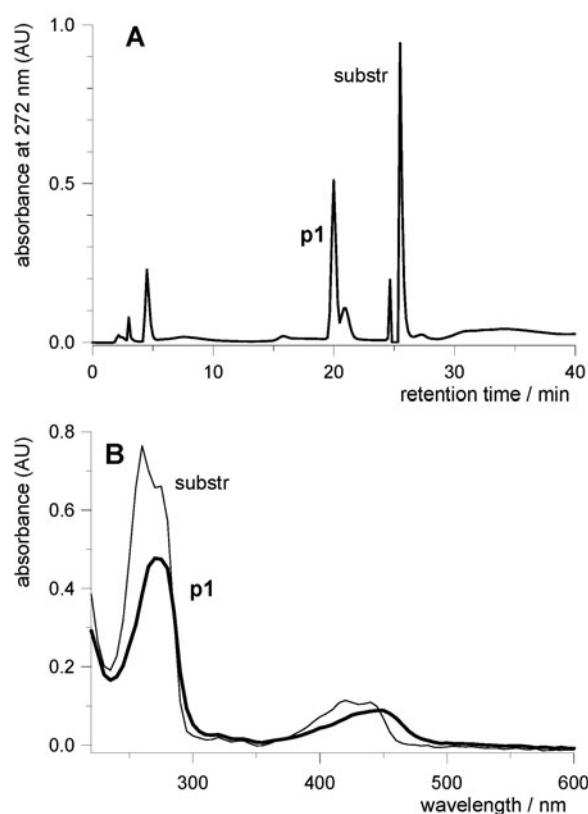 A
1.0
substr
absorbance at 272 nm (AU)
0.5
p1
0.0
0 10 20 30 40
retention time / min
B
0.8
substr
absorbance (AU)
0.6
p1
0.4
0.2
0.0
300 400 500 600
wavelength / nm